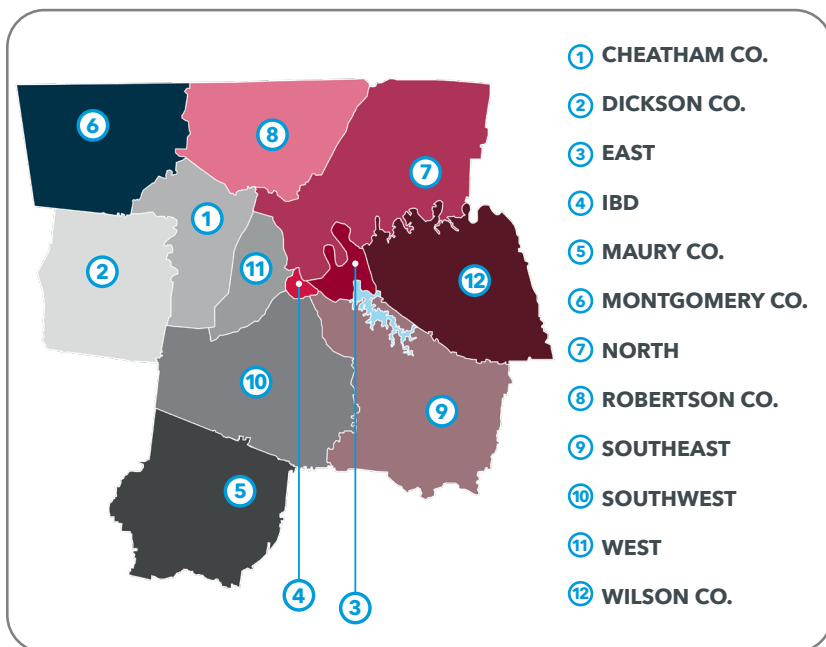 1 CHEATHAM CO.
2 DICKSON CO.
3 EAST
4 IBD
5 MAURY CO.
6 MONTGOMERY CO.
7 NORTH
8 ROBERTSON CO.
9 SOUTHEAST
10 SOUTHWEST
11 WEST
12 WILSON CO.
6
8
7
1
2
11
12
10
9
5
4
3